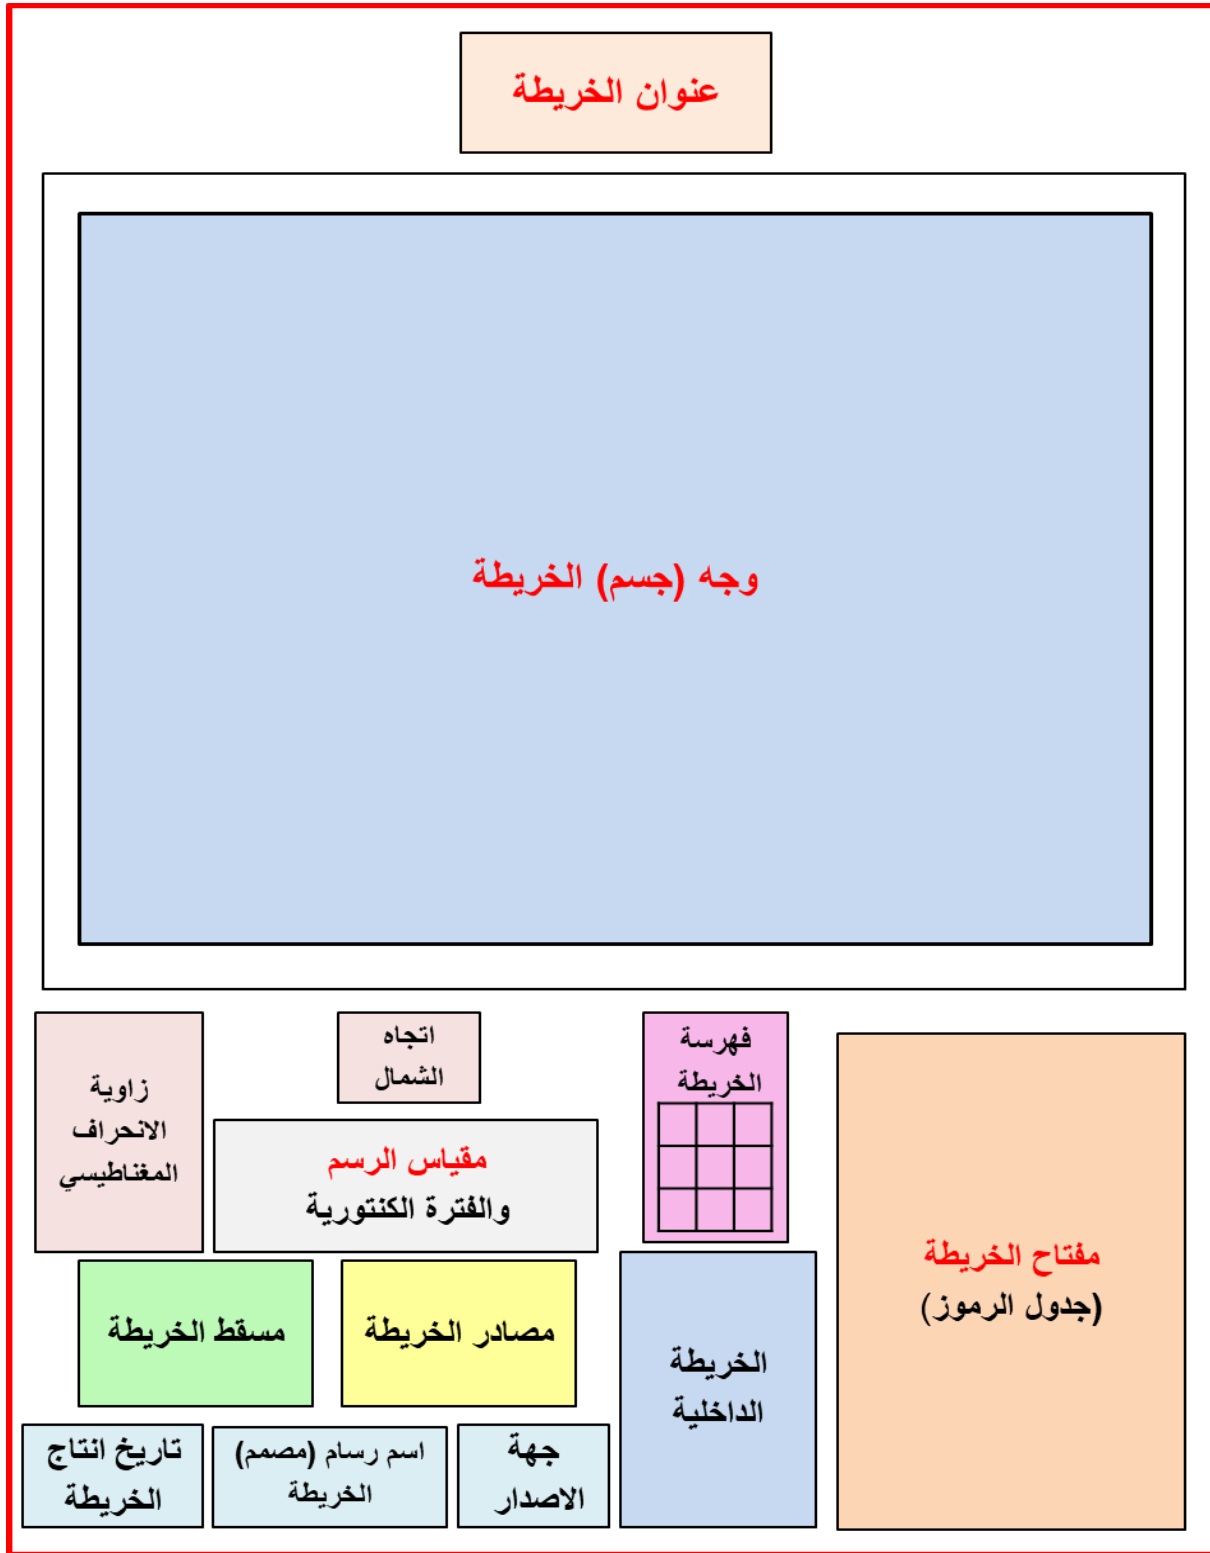 عنوان الخريطة
وجه (جسم) الخريطة
فهرسة
الخريطة
اتجاه
الشمال
زاوية
الانحراف
المغناطيسي
مقياس الرسم
والفترة الكنتورية
مفتاح الخريطة
(جدول الرموز)
الخريطة
الداخلية
مصادر الخريطة
مسقط الخريطة
جهة
الاصدار
اسم رسام (مصمم)
الخريطة
تاريخ انتاج
الخريطة